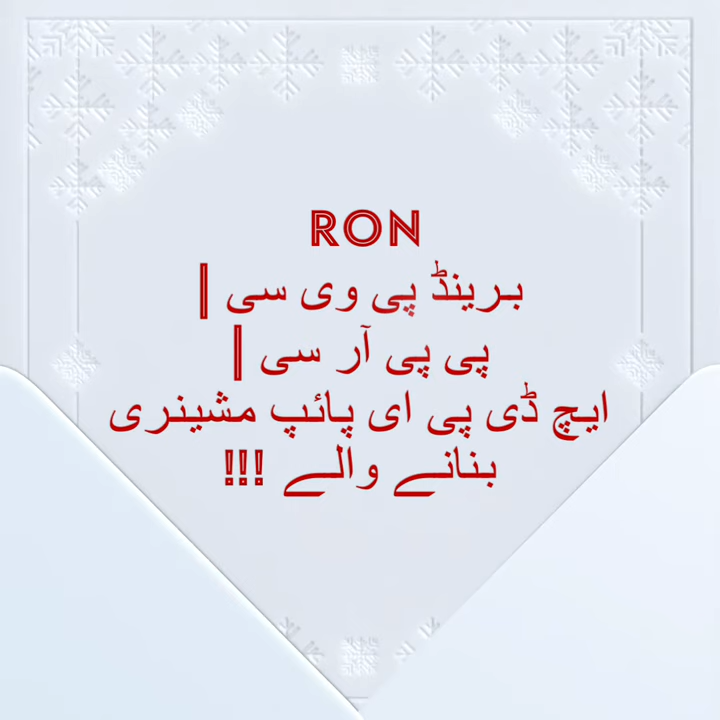 RON
برینڈ پی وی سی |
پی پی آر سی |
ایچ ڈی پی ای پائپ مشینری
بنانے والے !!!